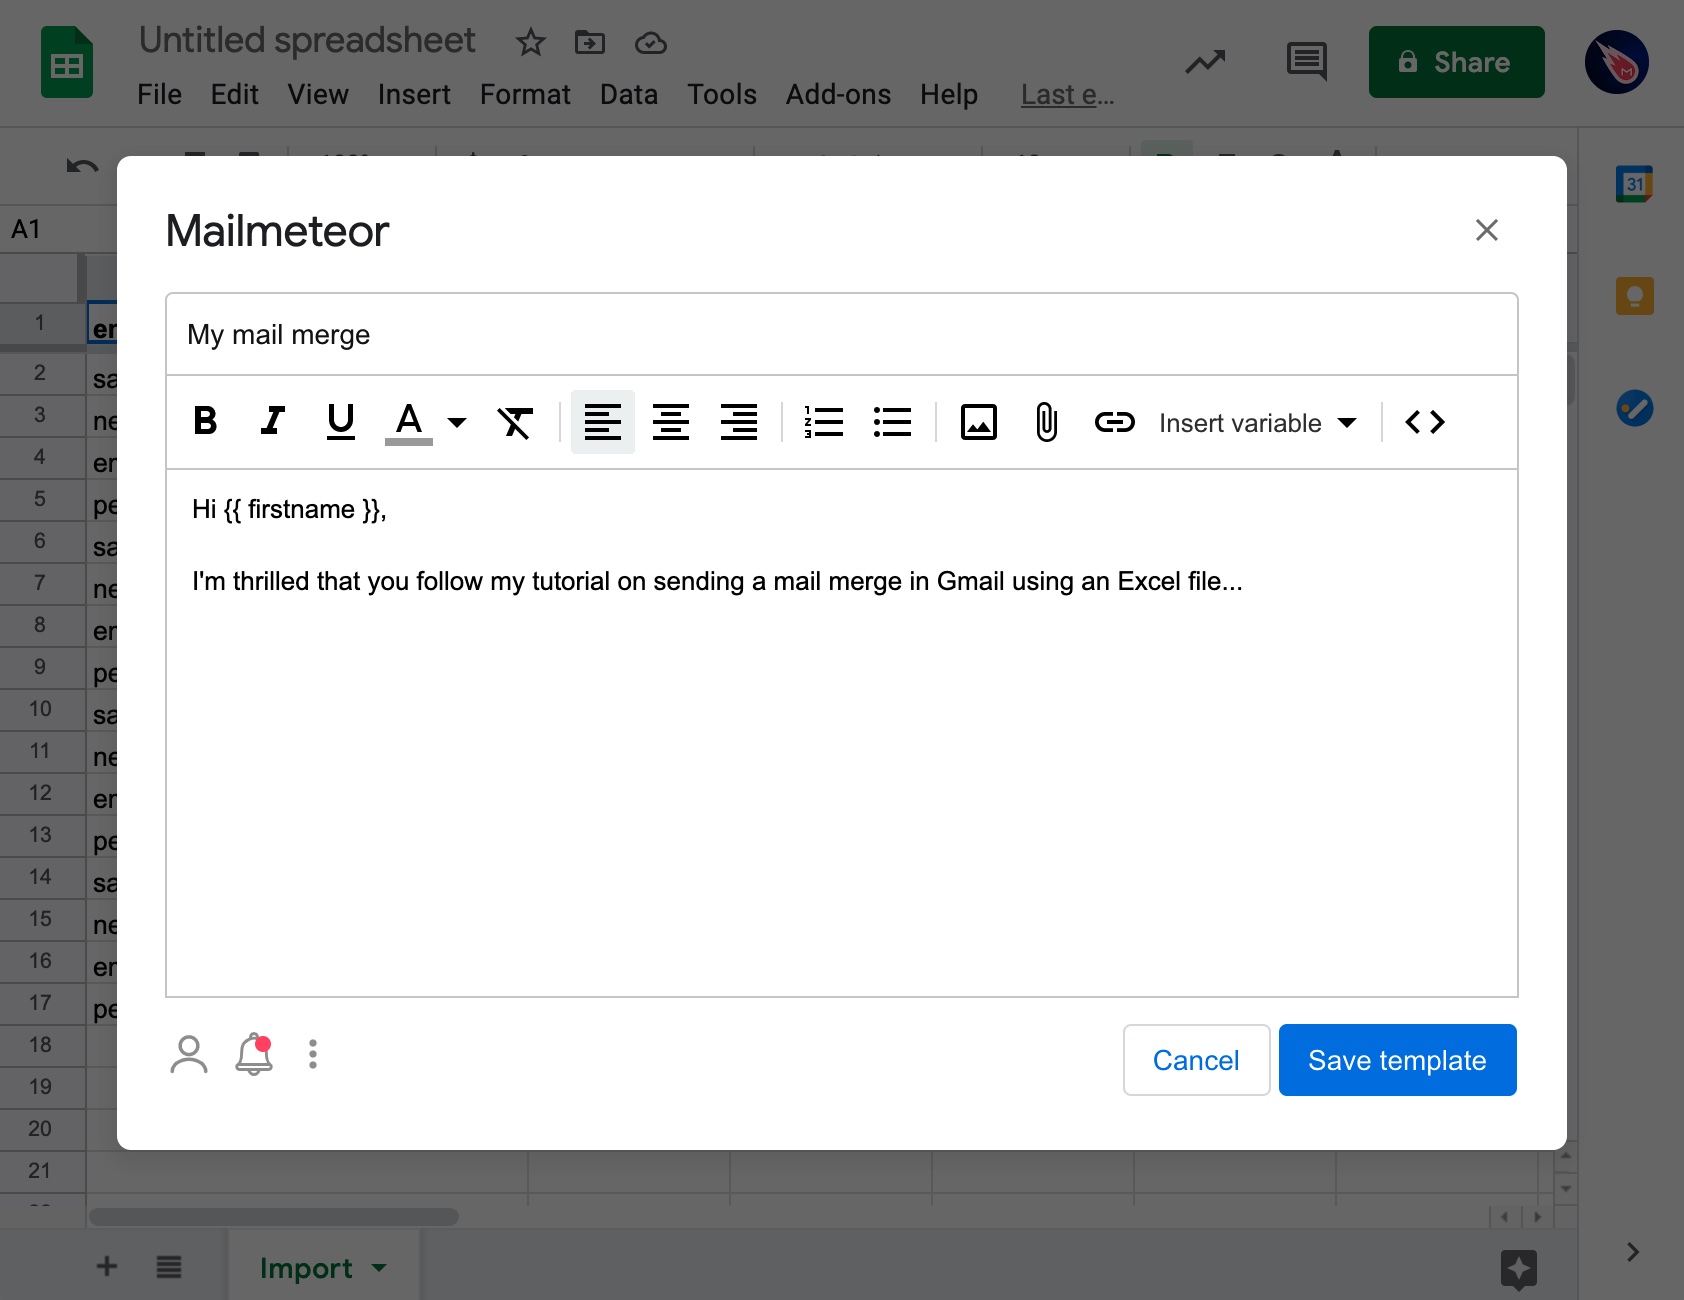 Untitled spreadsheet
File Edit View Insert Format Data Tools Add-ons Help Last e...
Share
31
A1
Mailmeteor
My mail merge
B I U A Insert variable
Hi {{ firstname }},
I'm thrilled that you follow my tutorial on sending a mail merge in Gmail using an Excel file...
Cancel Save template
1 er
2 sa
3 ne
4 er
5 pe
6 sa
7 ne
8 er
9 pe
10 sa
11 ne
12 er
13 pe
14 sa
15 ne
16 er
17 pe
18
19
20
21
Import